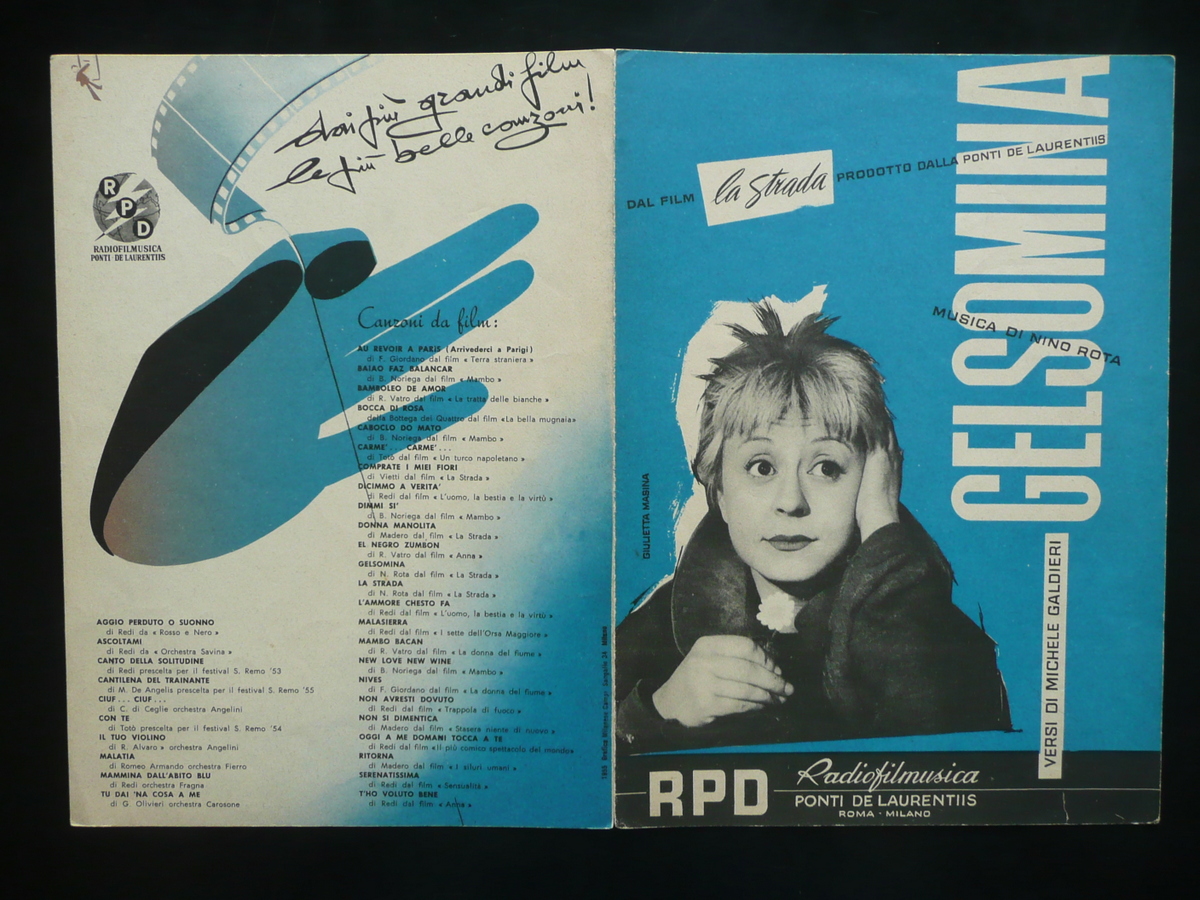 dai più grandi film
le più belle canzoni!
RPD
RADIOFILMUSICA
PONTI DE LAURENTIIS
Canzoni da film:
AU REVOIR A PARIS (Arrivederci a Parigi)
di F. Giordano dal film « Terra straniera »
BAIAO FAZ BALANCAR
di B. Noriega dal film « Mambo »
BAMBOLEO DE AMOR
di R. Vatro dal film « Le tratta delle bianche »
BOCCA DI ROSA
della Bottega dei Quattro dal film «La bella mugnaia»
CABOCLO DO MATO
di B. Noriega dal film « Mambo »
CARME'... CARME'...
di Totò dal film « Un turco napoletano »
COMPRATE I MIEI FIORI
di Vietti dal film « La Strada »
DICIMMO A VERITA'
di Redi dal film « L'uomo, la bestia e la virtù »
DIMMI SI'
di B. Noriega dal film « Mambo »
DONNA MANOLITA
di Madero dal film « La Strada »
EL NEGRO ZUMBON
di R. Vatro dal film « Anna »
GELSOMINA
di N. Rota dal film « La Strada »
LA STRADA
di N. Rota dal film « La Strada »
L'AMMORE CHESTO FA
di Redi dal film « L'uomo, la bestia e la virtù »
MALASIERRA
di Redi dal film « I sette dell'Orsa Maggiore »
MAMBO BACAN
di R. Vatro dal film « La donna del fiume »
NEW LOVE NEW WINE
di B. Noriega dal film « Mambo »
NIVES
di F. Giordano dal film « La donna del fiume »
NON AVRESTI DOVUTO
di Redi dal film « Trappola di fuoco »
NON SI DIMENTICA
di Madero dal film « Stasera niente di nuovo »
OGGI A ME DOMANI TOCCA A TE
di Redi dal film «Il più comico spettacolo del mondo»
RITORNA
di Madero dal film « I siluri umani »
SERENATISSIMA
di Redi dal film « Sensualità »
T'HO VOLUTO BENE
di Redi dal film « Anna »
AGGIO PERDUTO O SUONNO
di Redi da « Rosso e Nero »
ASCOLTAMI
di Redi da « Orchestra Savina »
CANTO DELLA SOLITUDINE
di Redi prescelta per il festival S. Remo '53
CANTILENA DEL TRAINANTE
di M. De Angelis prescelta per il festival S. Remo '55
CIUF... CIUF...
di C. di Ceglie orchestra Angelini
CON TE
di Totò prescelta per il festival S. Remo '54
IL TUO VIOLINO
di R. Alvaro » orchestra Angelini
MALATIA
di Romeo Armando orchestra Fierro
MAMMINA DALL'ABITO BLU
di Redi orchestra Fragna
TU DAI 'NA COSA A ME
di G. Olivieri orchestra Carosone
DAL FILM la Strada PRODOTTO DALLA PONTI DE LAURENTIIS
GELSOMINA
MUSICA DI NINO ROTA
GIULIETTA MASINA
VERSI DI MICHELE GALDIERI
RPD
Radiofilmusica
PONTI DE LAURENTIIS
ROMA - MILANO